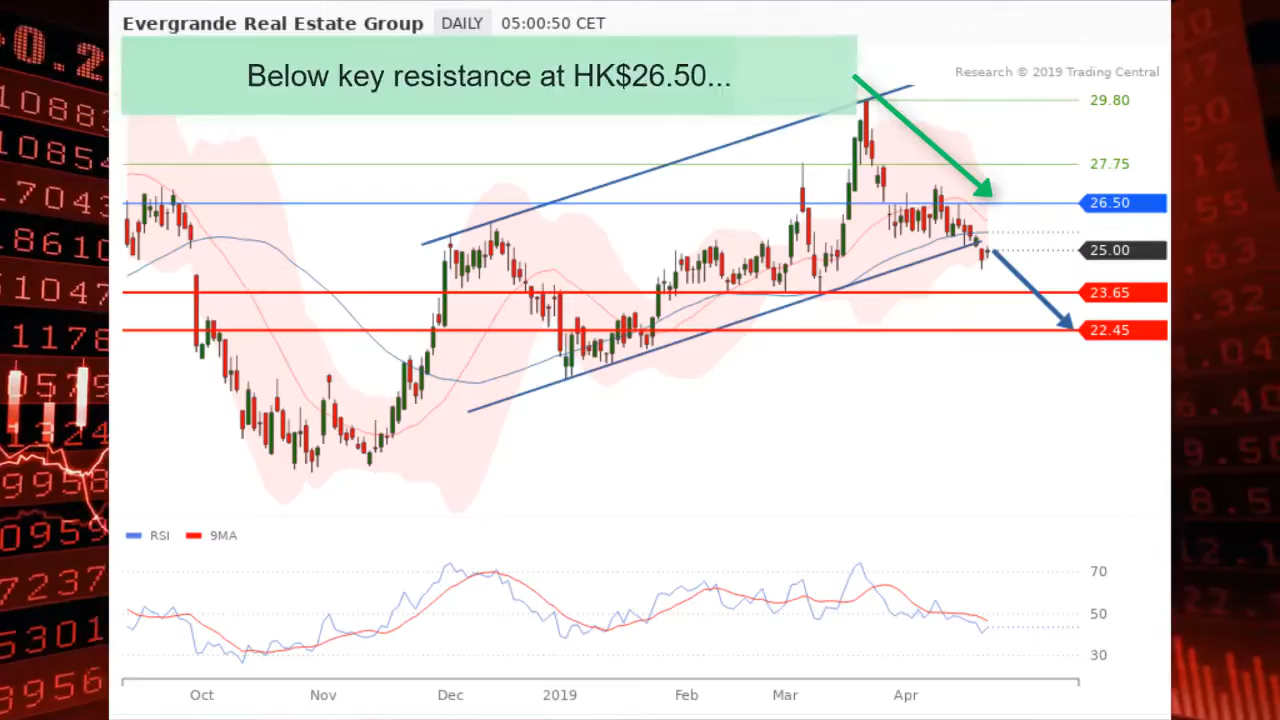 Evergrande Real Estate Group DAILY 05:00:50 CET
Below key resistance at HK$26.50...
Research © 2019 Trading Central
29.80
27.75
26.50
25.00
23.65
22.45
RSI 9MA
70
50
30
Oct Nov Dec 2019 Feb Mar Apr